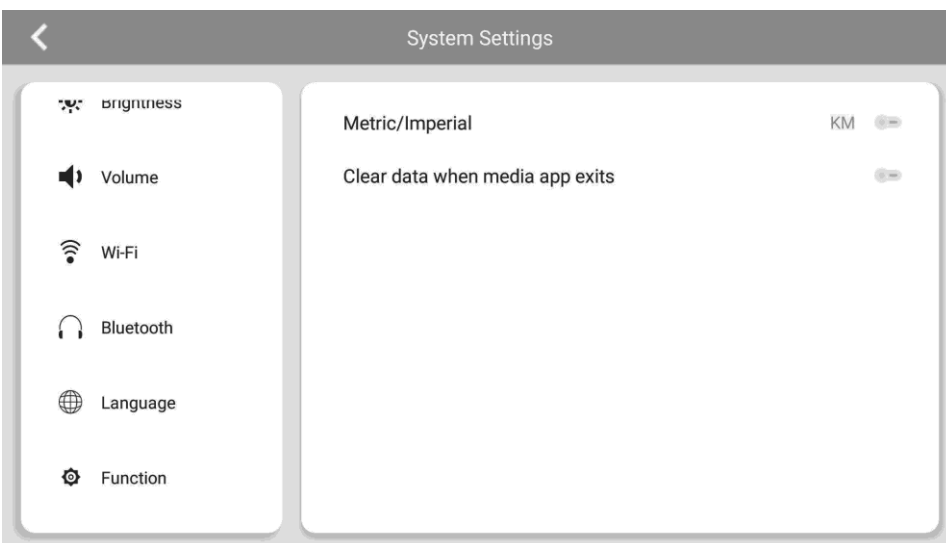 System Settings
Brightness
Volume
Wi-Fi
Bluetooth
Language
Function
Metric/Imperial KM
Clear data when media app exits